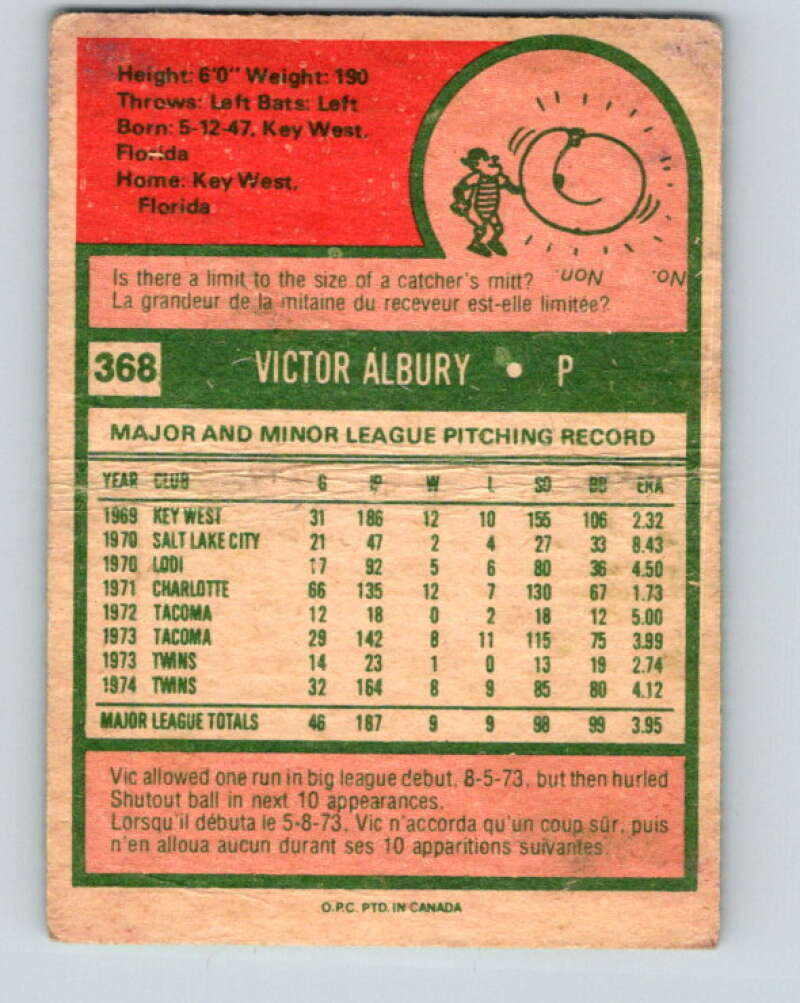 Height: 6'0" Weight: 190
Throws: Left Bats: Left
Born: 5-12-47, Key West,
Florida
Home: Key West,
Florida
Is there a limit to the size of a catcher's mitt?
La grandeur de la mitaine du receveur est-elle limitée?
No.
Non.
368 VICTOR ALBURY • P
MAJOR AND MINOR LEAGUE PITCHING RECORD
YEAR CLUB G IP W L SO BB ERA
1969 KEY WEST 31 186 12 10 155 106 2.32
1970 SALT LAKE CITY 21 47 2 4 27 33 8.43
1970 LODI 17 92 5 6 80 36 4.50
1971 CHARLOTTE 66 135 12 7 130 67 1.73
1972 TACOMA 12 18 0 2 18 12 5.00
1973 TACOMA 29 142 8 11 115 75 3.99
1973 TWINS 14 23 1 0 13 19 2.74
1974 TWINS 32 164 8 9 85 80 4.12
MAJOR LEAGUE TOTALS 46 187 9 9 98 99 3.95
Vic allowed one run in big league debut, 8-5-73, but then hurled
Shutout ball in next 10 appearances.
Lorsqu'il débuta le 5-8-73, Vic n'accorda qu'un coup sûr, puis
n'en alloua aucun durant ses 10 apparitions suivantes.
O.P.C. PTD. IN CANADA